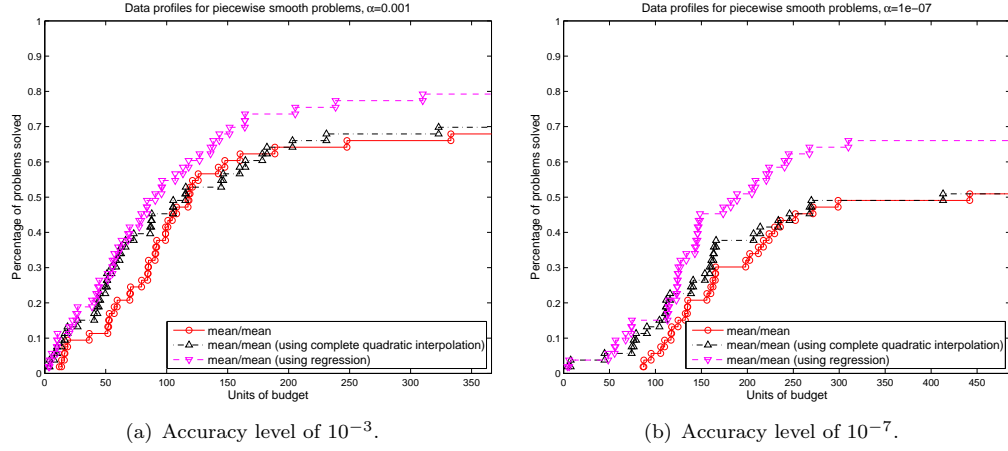 Data profiles for piecewise smooth problems, α=0.001
1
0.9
0.8
0.7
0.6
0.5
0.4
0.3
0.2
0.1
0
Percentage of problems solved
mean/mean
mean/mean (using complete quadratic interpolation)
mean/mean (using regression)
0 50 100 150 200 250 300 350
Units of budget
(a) Accuracy level of 10⁻³.
Data profiles for piecewise smooth problems, α=1e−07
1
0.9
0.8
0.7
0.6
0.5
0.4
0.3
0.2
0.1
0
Percentage of problems solved
mean/mean
mean/mean (using complete quadratic interpolation)
mean/mean (using regression)
0 50 100 150 200 250 300 350 400 450
Units of budget
(b) Accuracy level of 10⁻⁷.